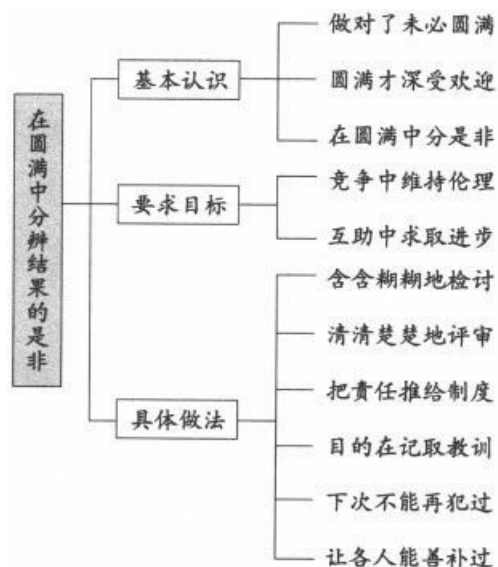 在圆满中分辨结果的是非
基本认识
做对了未必圆满
圆满才深受欢迎
在圆满中分是非
要求目标
竞争中维持伦理
互助中求取进步
具体做法
含含糊糊地检讨
清清楚楚地评审
把责任推给制度
目的在记取教训
下次不能再犯过
让各人能善补过